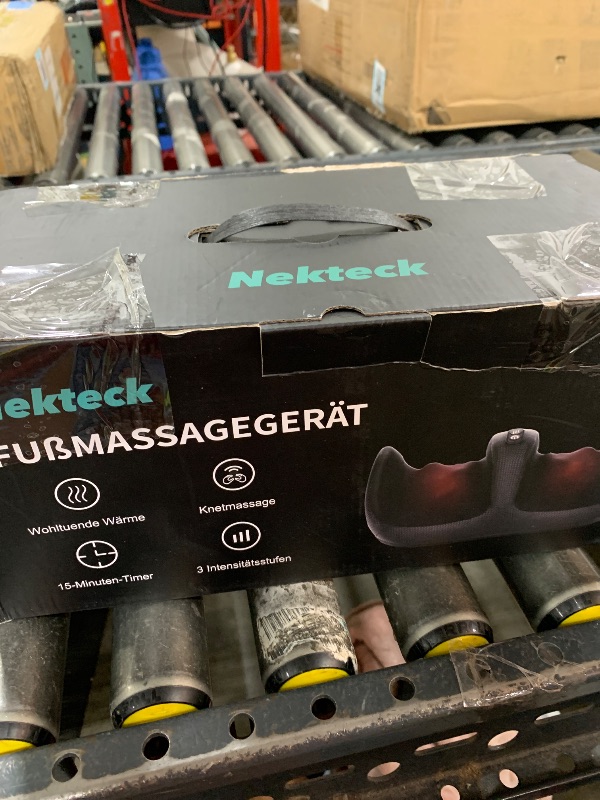 Nekteck
ekteck
FUßMASSAGEGERÄT
Wohltuende Wärme
Knetmassage
15-Minuten-Timer
3 Intensitätsstufen